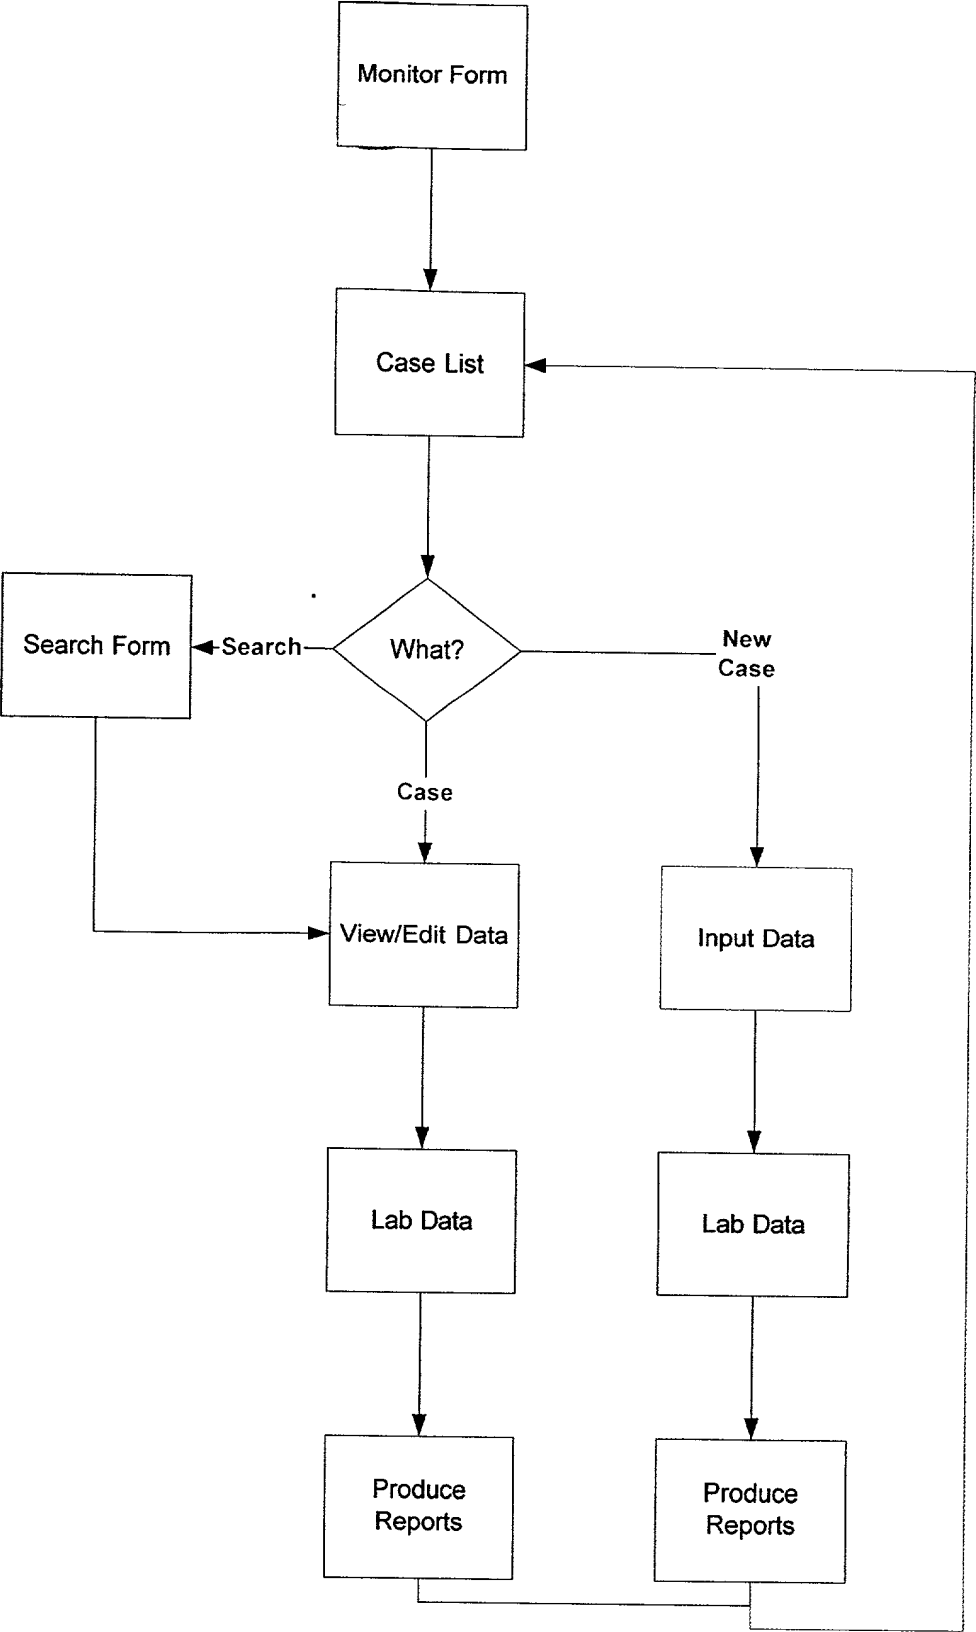 Monitor Form
Case List
Search Form
Search
What?
New
Case
Case
View/Edit Data
Input Data
Lab Data
Lab Data
Produce
Reports
Produce
Reports